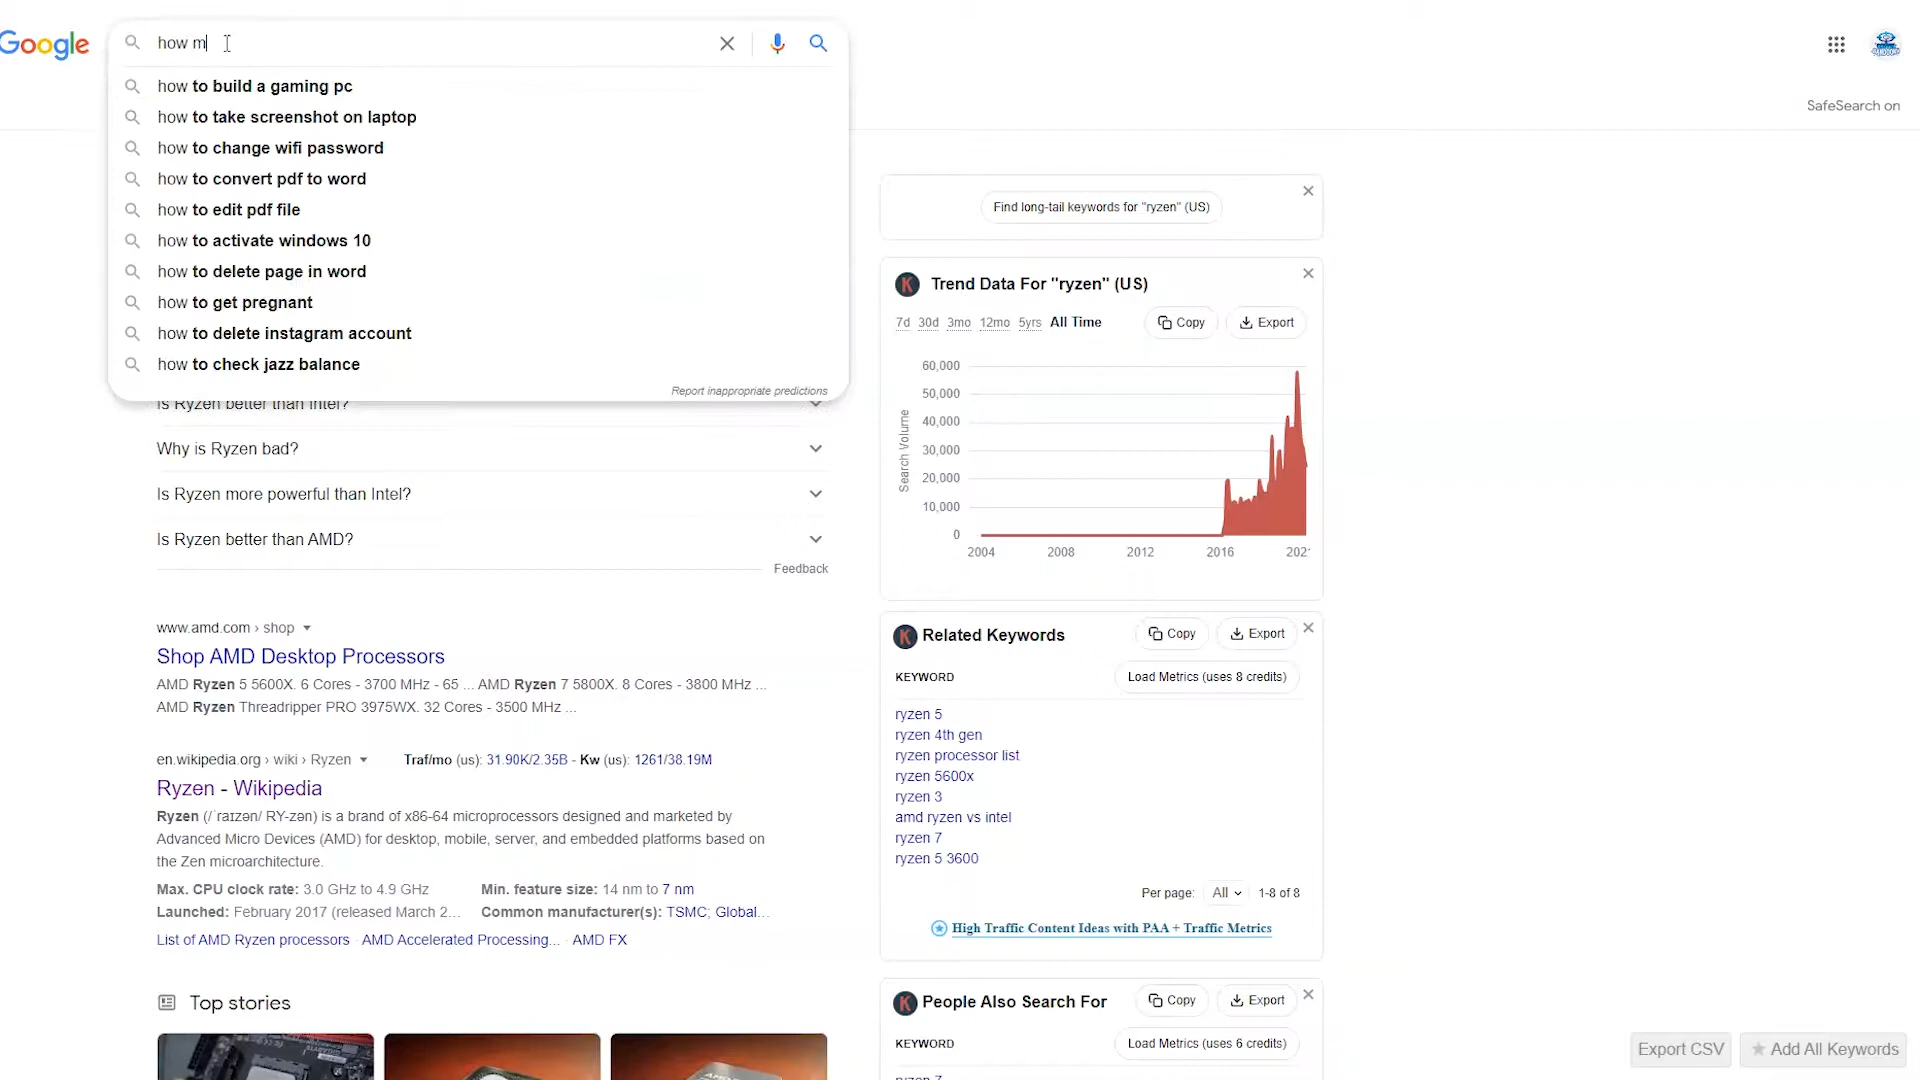 Google
how m
how to build a gaming pc
how to take screenshot on laptop
how to change wifi password
how to convert pdf to word
how to edit pdf file
how to activate windows 10
how to delete page in word
how to get pregnant
how to delete instagram account
how to check jazz balance
Report inappropriate predictions
SafeSearch on
Is Ryzen better than Intel?
Why is Ryzen bad?
Is Ryzen more powerful than Intel?
Is Ryzen better than AMD?
Feedback
www.amd.com › shop
Shop AMD Desktop Processors
AMD Ryzen 5 5600X. 6 Cores - 3700 MHz - 65 ... AMD Ryzen 7 5800X. 8 Cores - 3800 MHz ...
AMD Ryzen Threadripper PRO 3975WX. 32 Cores - 3500 MHz ...
en.wikipedia.org › wiki › Ryzen Traf/mo (us): 31.90K/2.35B - Kw (us): 1261/38.19M
Ryzen - Wikipedia
Ryzen (/ˈraɪzən/ RY-zən) is a brand of x86-64 microprocessors designed and marketed by
Advanced Micro Devices (AMD) for desktop, mobile, server, and embedded platforms based on
the Zen microarchitecture.
Max. CPU clock rate: 3.0 GHz to 4.9 GHz Min. feature size: 14 nm to 7 nm
Launched: February 2017 (released March 2... Common manufacturer(s): TSMC; Global...
List of AMD Ryzen processors · AMD Accelerated Processing... · AMD FX
Top stories
Find long-tail keywords for "ryzen" (US)
K Trend Data For "ryzen" (US)
7d 30d 3mo 12mo 5yrs All Time Copy Export
Search Volume
60,000
50,000
40,000
30,000
20,000
10,000
0
2004 2008 2012 2016 2021
K Related Keywords Copy Export
KEYWORD Load Metrics (uses 8 credits)
ryzen 5
ryzen 4th gen
ryzen processor list
ryzen 5600x
ryzen 3
amd ryzen vs intel
ryzen 7
ryzen 5 3600
Per page: All 1-8 of 8
High Traffic Content Ideas with PAA + Traffic Metrics
K People Also Search For Copy Export
KEYWORD Load Metrics (uses 6 credits)
ryzen 7
Export CSV Add All Keywords